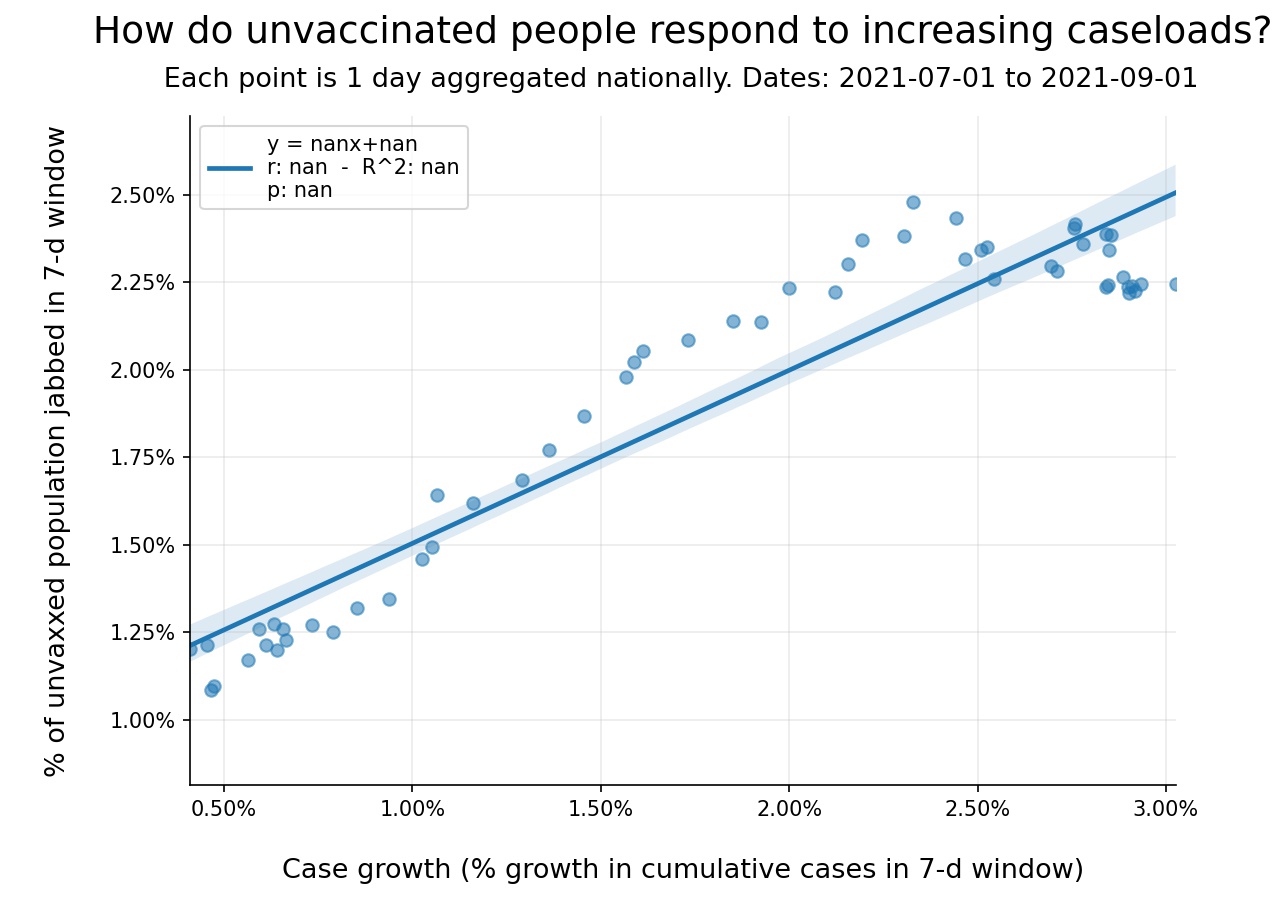 How do unvaccinated people respond to increasing caseloads?
Each point is 1 day aggregated nationally. Dates: 2021-07-01 to 2021-09-01
y = nanx+nan
r: nan  -  R^2: nan
p: nan
% of unvaxxed population jabbed in 7-d window
2.50%
2.25%
2.00%
1.75%
1.50%
1.25%
1.00%
0.50%
1.00%
1.50%
2.00%
2.50%
3.00%
Case growth (% growth in cumulative cases in 7-d window)